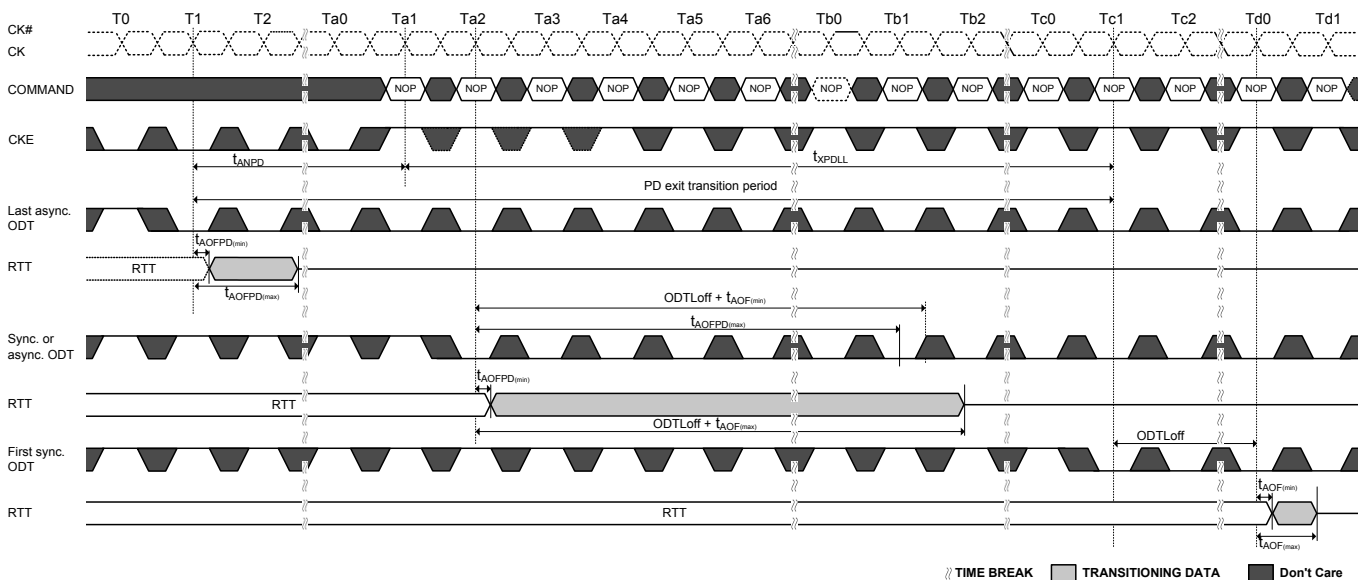 T0 T1 T2 Ta0 Ta1 Ta2 Ta3 Ta4 Ta5 Ta6 Tb0 Tb1 Tb2 Tc0 Tc1 Tc2 Td0 Td1
CK#
CK
COMMAND NOP NOP NOP NOP NOP NOP NOP NOP NOP NOP NOP NOP NOP NOP
CKE
tANPD tXPDLL
PD exit transition period
Last async.
ODT
tAOFPD(min)
RTT RTT
tAOFPD(max)
ODTLoff + tAOF(min)
tAOFPD(max)
Sync. or
async. ODT
tAOFPD(min)
RTT RTT
ODTLoff + tAOF(max)
First sync.
ODT
ODTLoff
tAOF(min)
RTT RTT
tAOF(max)
TIME BREAK TRANSITIONING DATA Don't Care